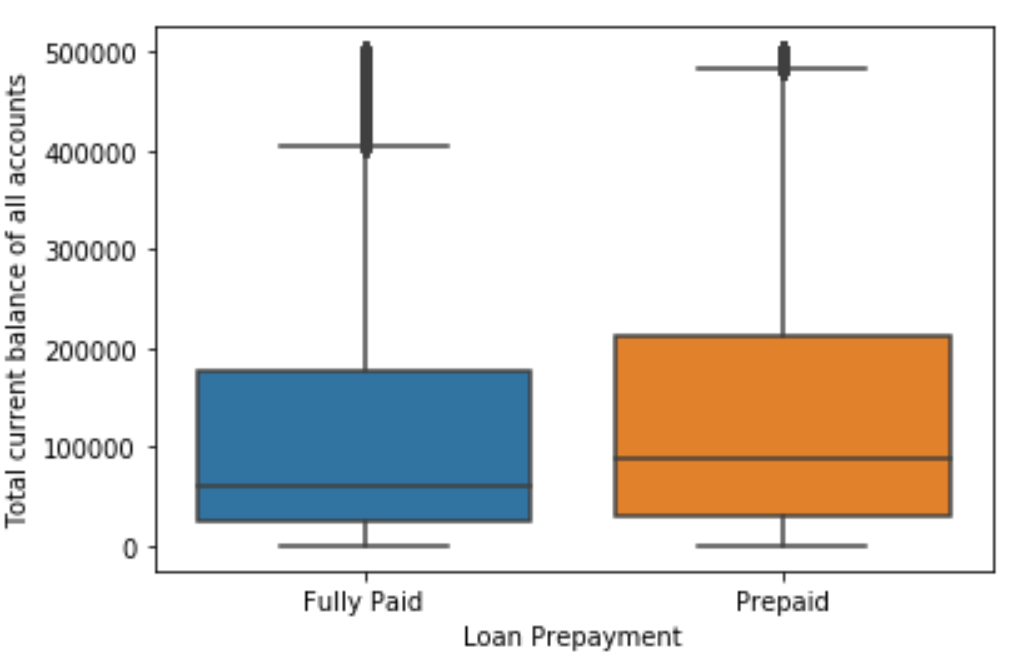 Total current balance of all accounts
500000
400000
300000
200000
100000
0
Fully Paid
Prepaid
Loan Prepayment